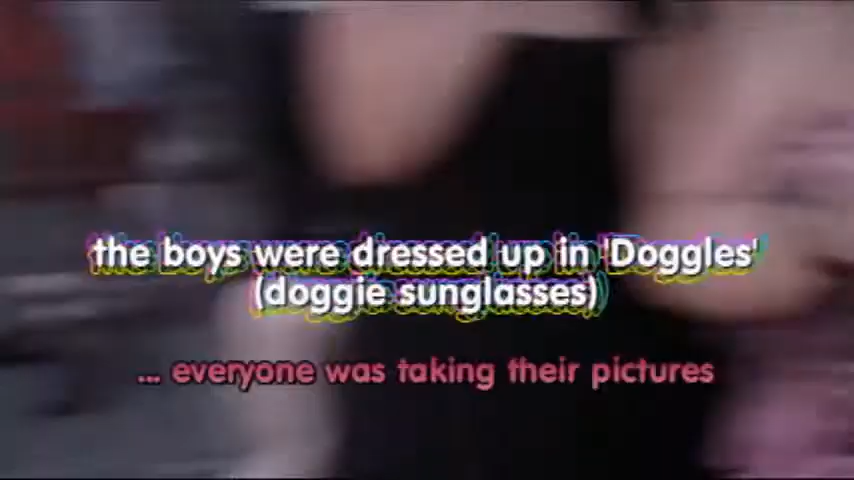 the boys were dressed up in 'Doggles'
(doggie sunglasses)
... everyone was taking their pictures